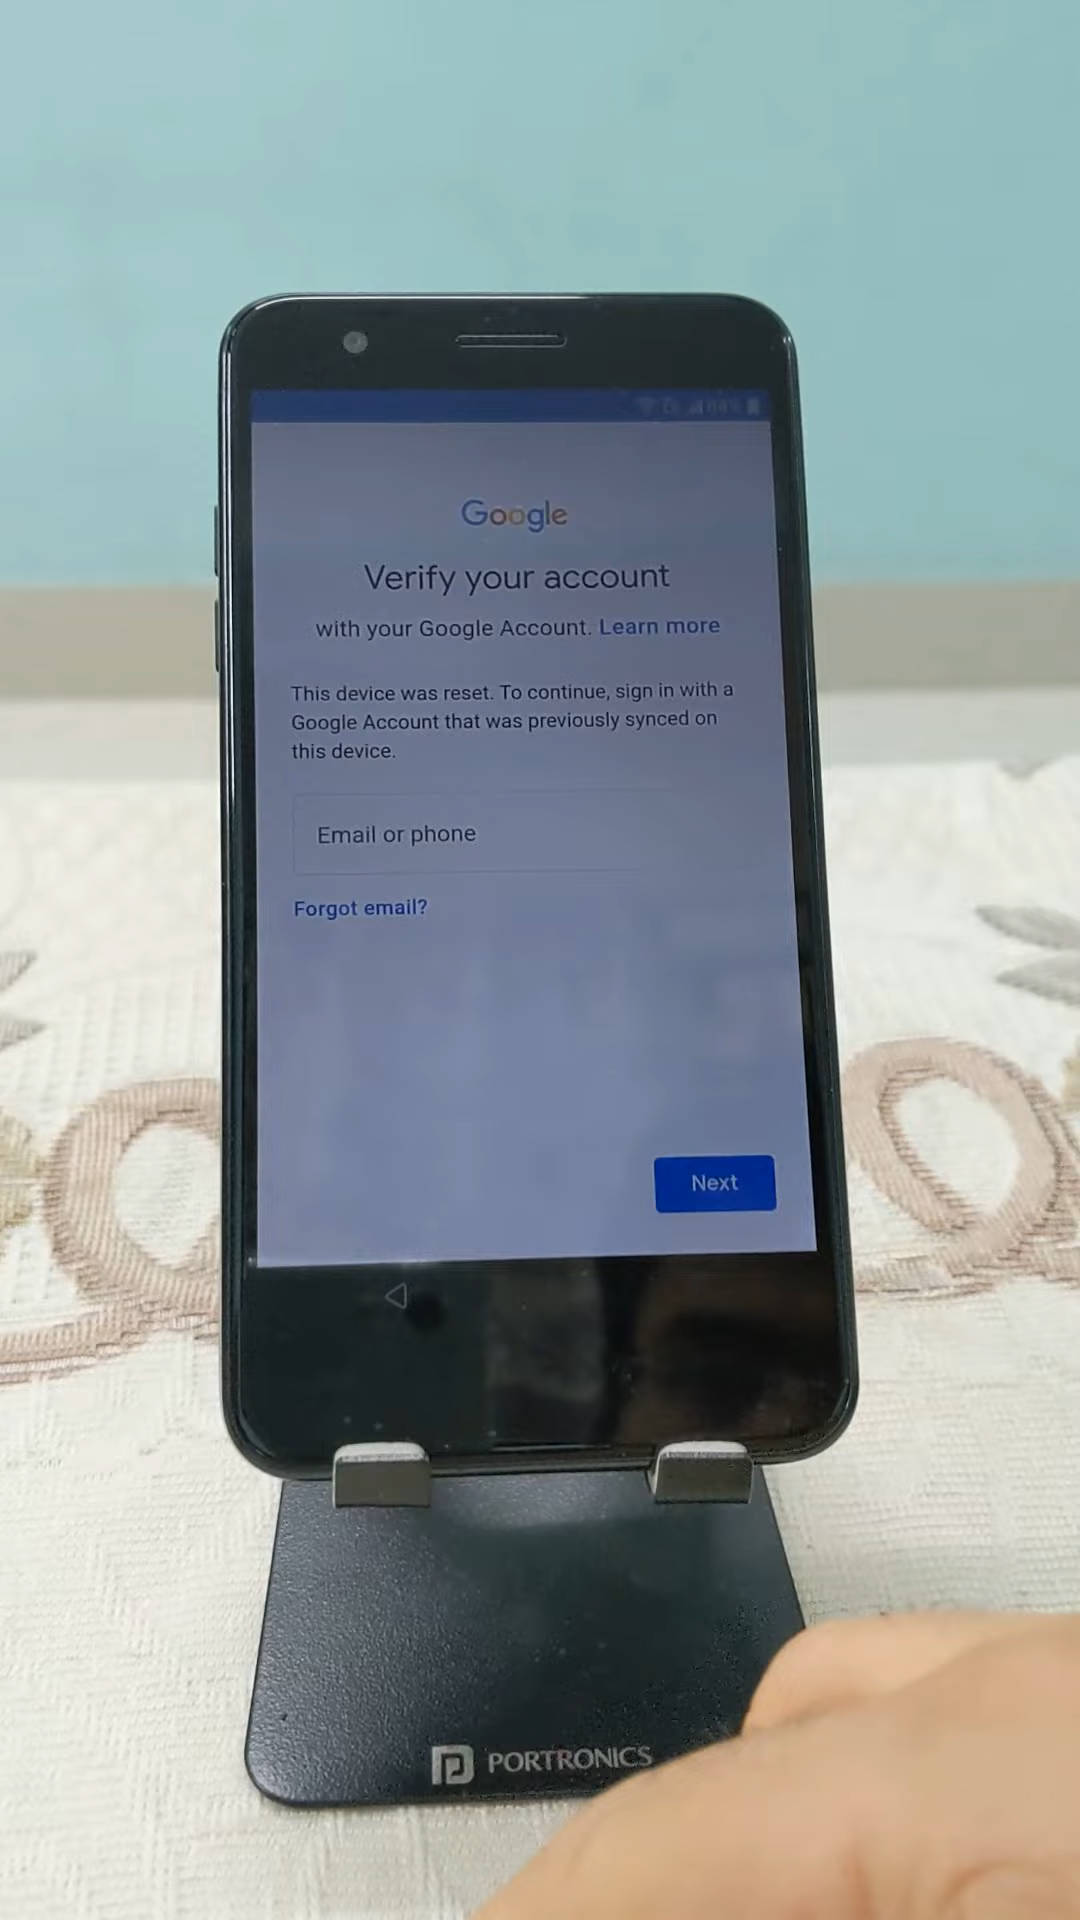 Google
Verify your account
with your Google Account. Learn more
This device was reset. To continue, sign in with a
Google Account that was previously synced on
this device.
Email or phone
Forgot email?
Next
PORTRONICS